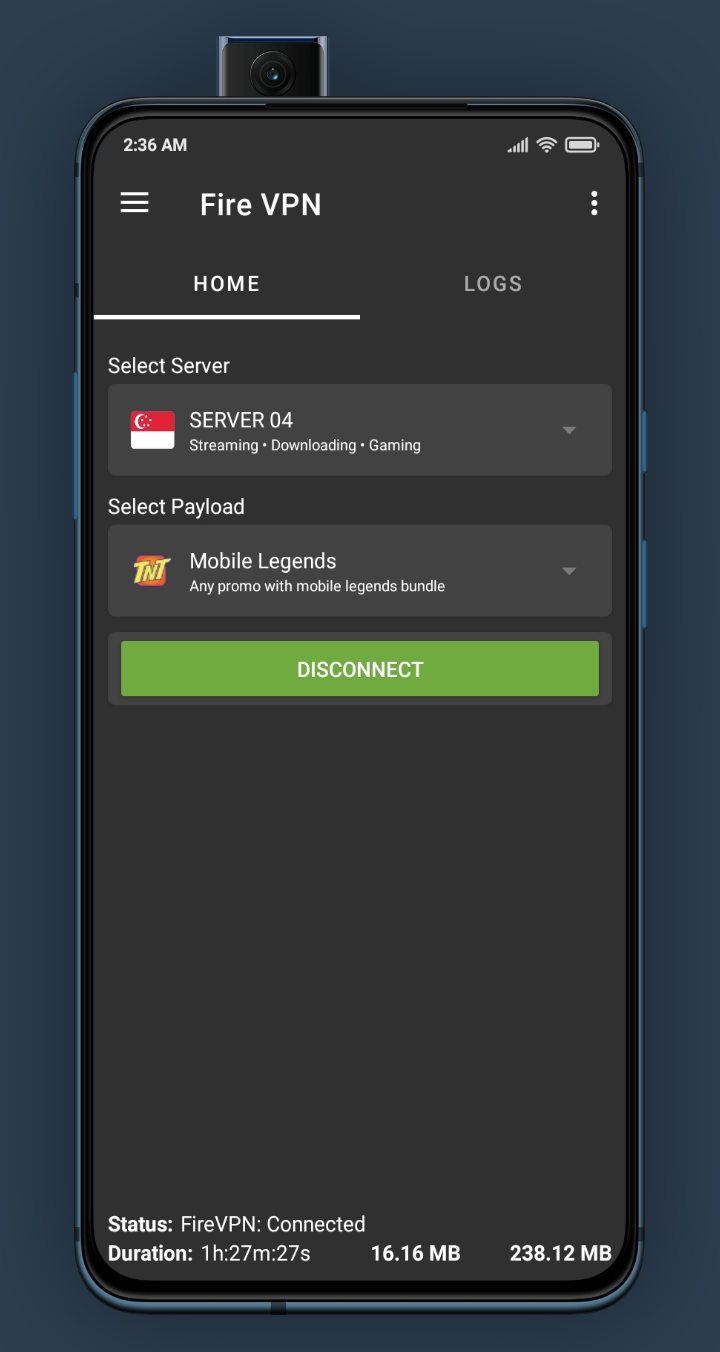 2:36 AM
Fire VPN
HOME LOGS
Select Server
SERVER 04
Streaming • Downloading • Gaming
Select Payload
TNT
Mobile Legends
Any promo with mobile legends bundle
DISCONNECT
Status: FireVPN: Connected
Duration: 1h:27m:27s 16.16 MB 238.12 MB